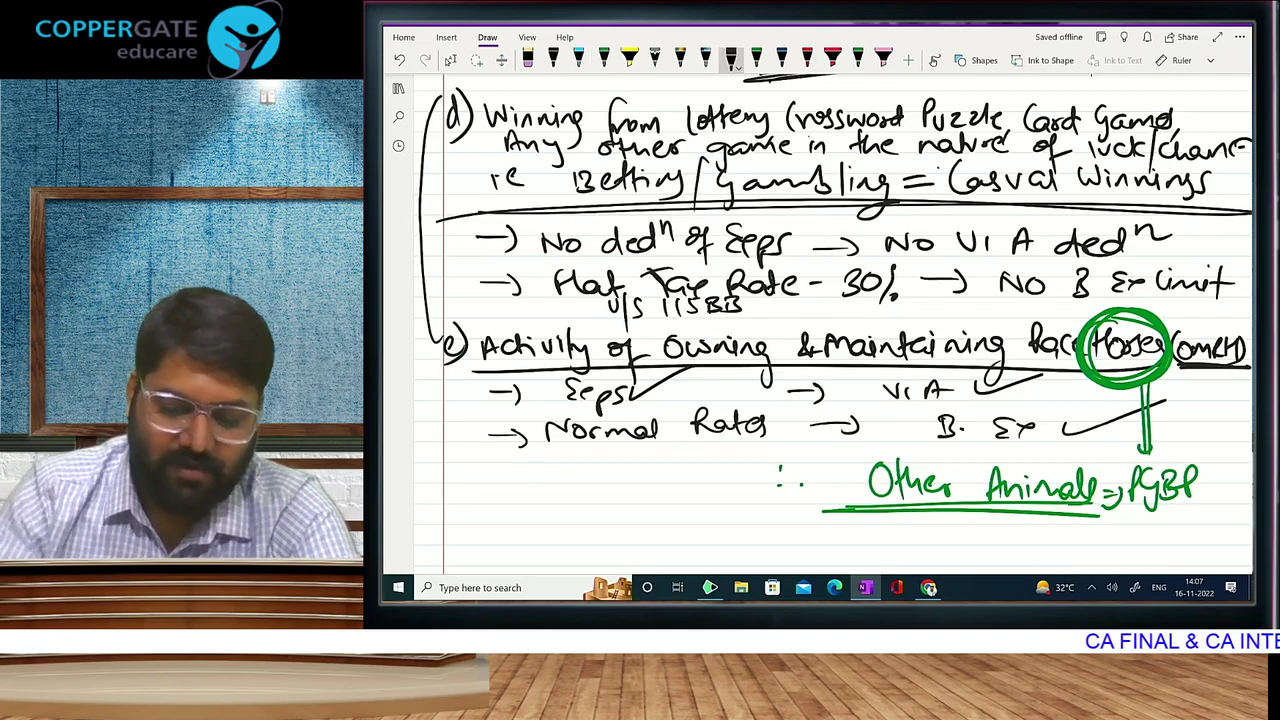 COPPERGATE
educare
Home Insert Draw View Help
Saved offline
Share
Shapes Ink to Shape Ink to Text Ruler
d) Winning from lottery Crossword Puzzle Card Games,
Any other game in the nature of luck/chance
ie Betting/Gambling = Casual Winnings
→ No dedn of Exps → No VI A dedn
→ Flat Tax Rate - 30% → No B Ex limit
U/S 115BB
e) Activity of Owning & Maintaining Race Horses (OMRH)
→ Exps ✓ → VI A ✓
→ Normal Rates → B. Ex ✓
∴ Other Animals ⇒ PGBP
Type here to search
32°C
ENG
14:07
16-11-2022
CA FINAL & CA INTE